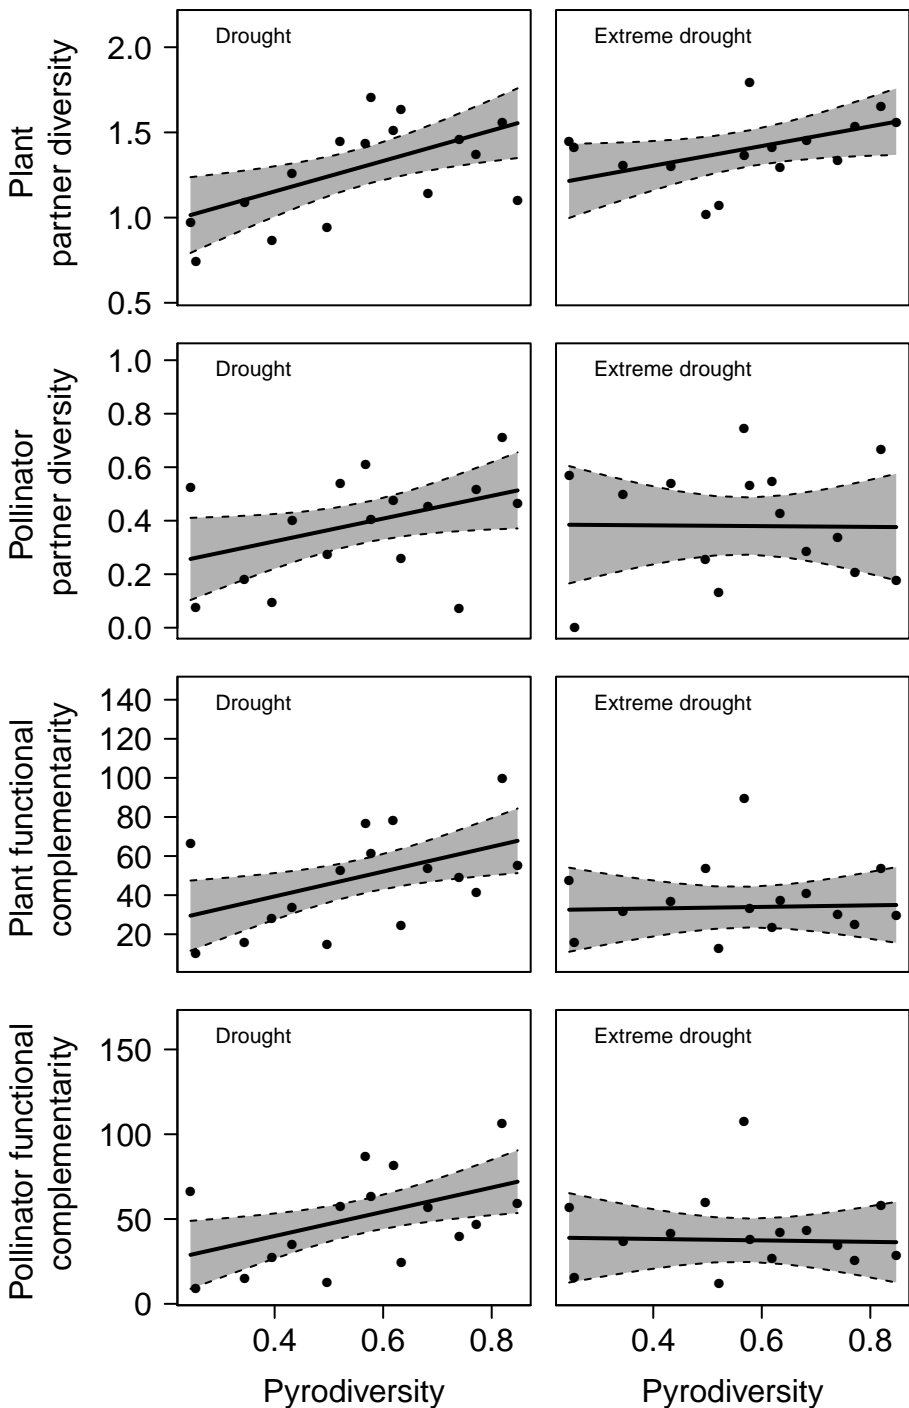 Plant
partner diversity
2.0
1.5
1.0
0.5
Drought
Extreme drought
Pollinator
partner diversity
1.0
0.8
0.6
0.4
0.2
0.0
Drought
Extreme drought
Plant functional
complementarity
140
120
100
80
60
40
20
Drought
Extreme drought
Pollinator functional
complementarity
150
100
50
0
Drought
Extreme drought
0.4 0.6 0.8 0.4 0.6 0.8
Pyrodiversity Pyrodiversity